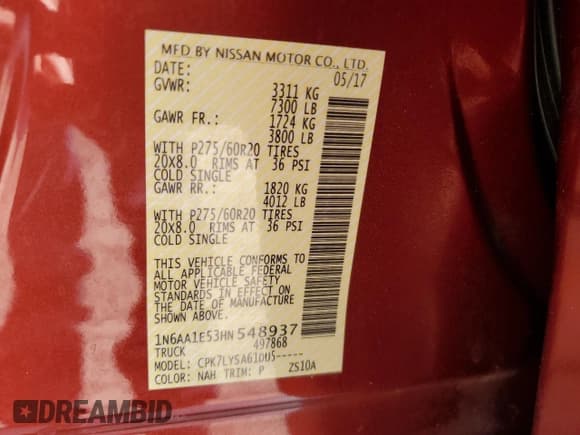 MFD BY NISSAN MOTOR CO., LTD.
DATE: 05/17
GVWR: 3311 KG
7300 LB
GAWR FR.: 1724 KG
3800 LB
WITH P275/60R20 TIRES
20X8.0 RIMS AT 36 PSI
COLD SINGLE
GAWR RR.: 1820 KG
4012 LB
WITH P275/60R20 TIRES
20X8.0 RIMS AT 36 PSI
COLD SINGLE
THIS VEHICLE CONFORMS TO
ALL APPLICABLE FEDERAL
MOTOR VEHICLE SAFETY
STANDARDS IN EFFECT ON
THE DATE OF MANUFACTURE
SHOWN ABOVE.
1N6AA1E53HN548937
TRUCK 497868
MODEL: CPK7LYSA61DU5-----
COLOR: NAH TRIM: P ZS10A
DREAMBID